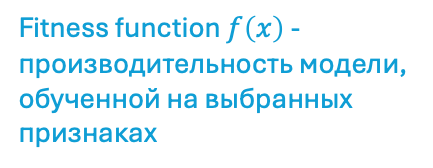 Fitness function f(x) -
производительность модели,
обученной на выбранных
признаках